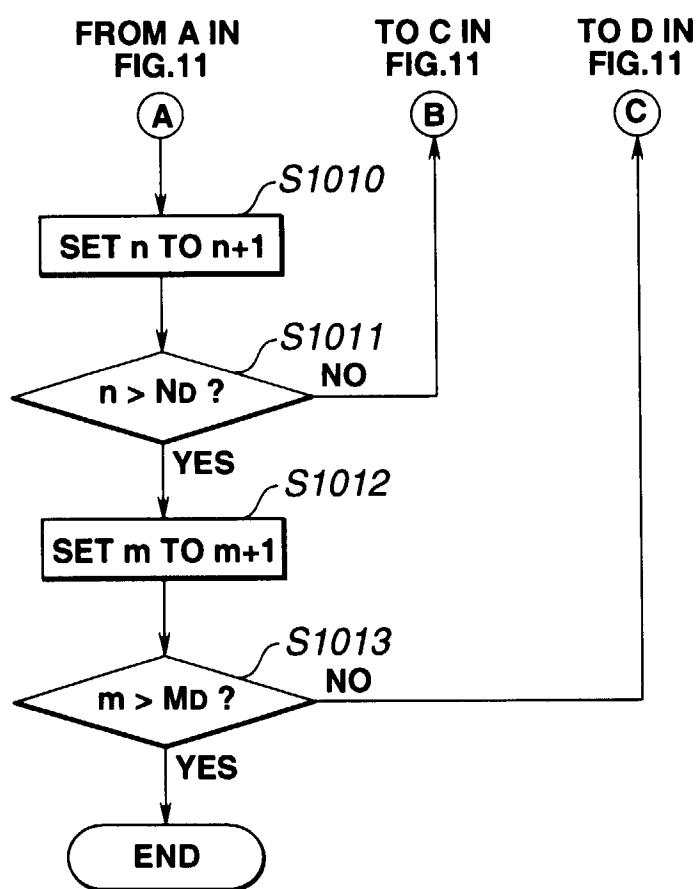 FROM A IN
FIG.11
TO C IN
FIG.11
TO D IN
FIG.11
A
B
C
S1010
SET n TO n+1
S1011
n > ND ?
NO
YES
S1012
SET m TO m+1
S1013
m > MD ?
NO
YES
END